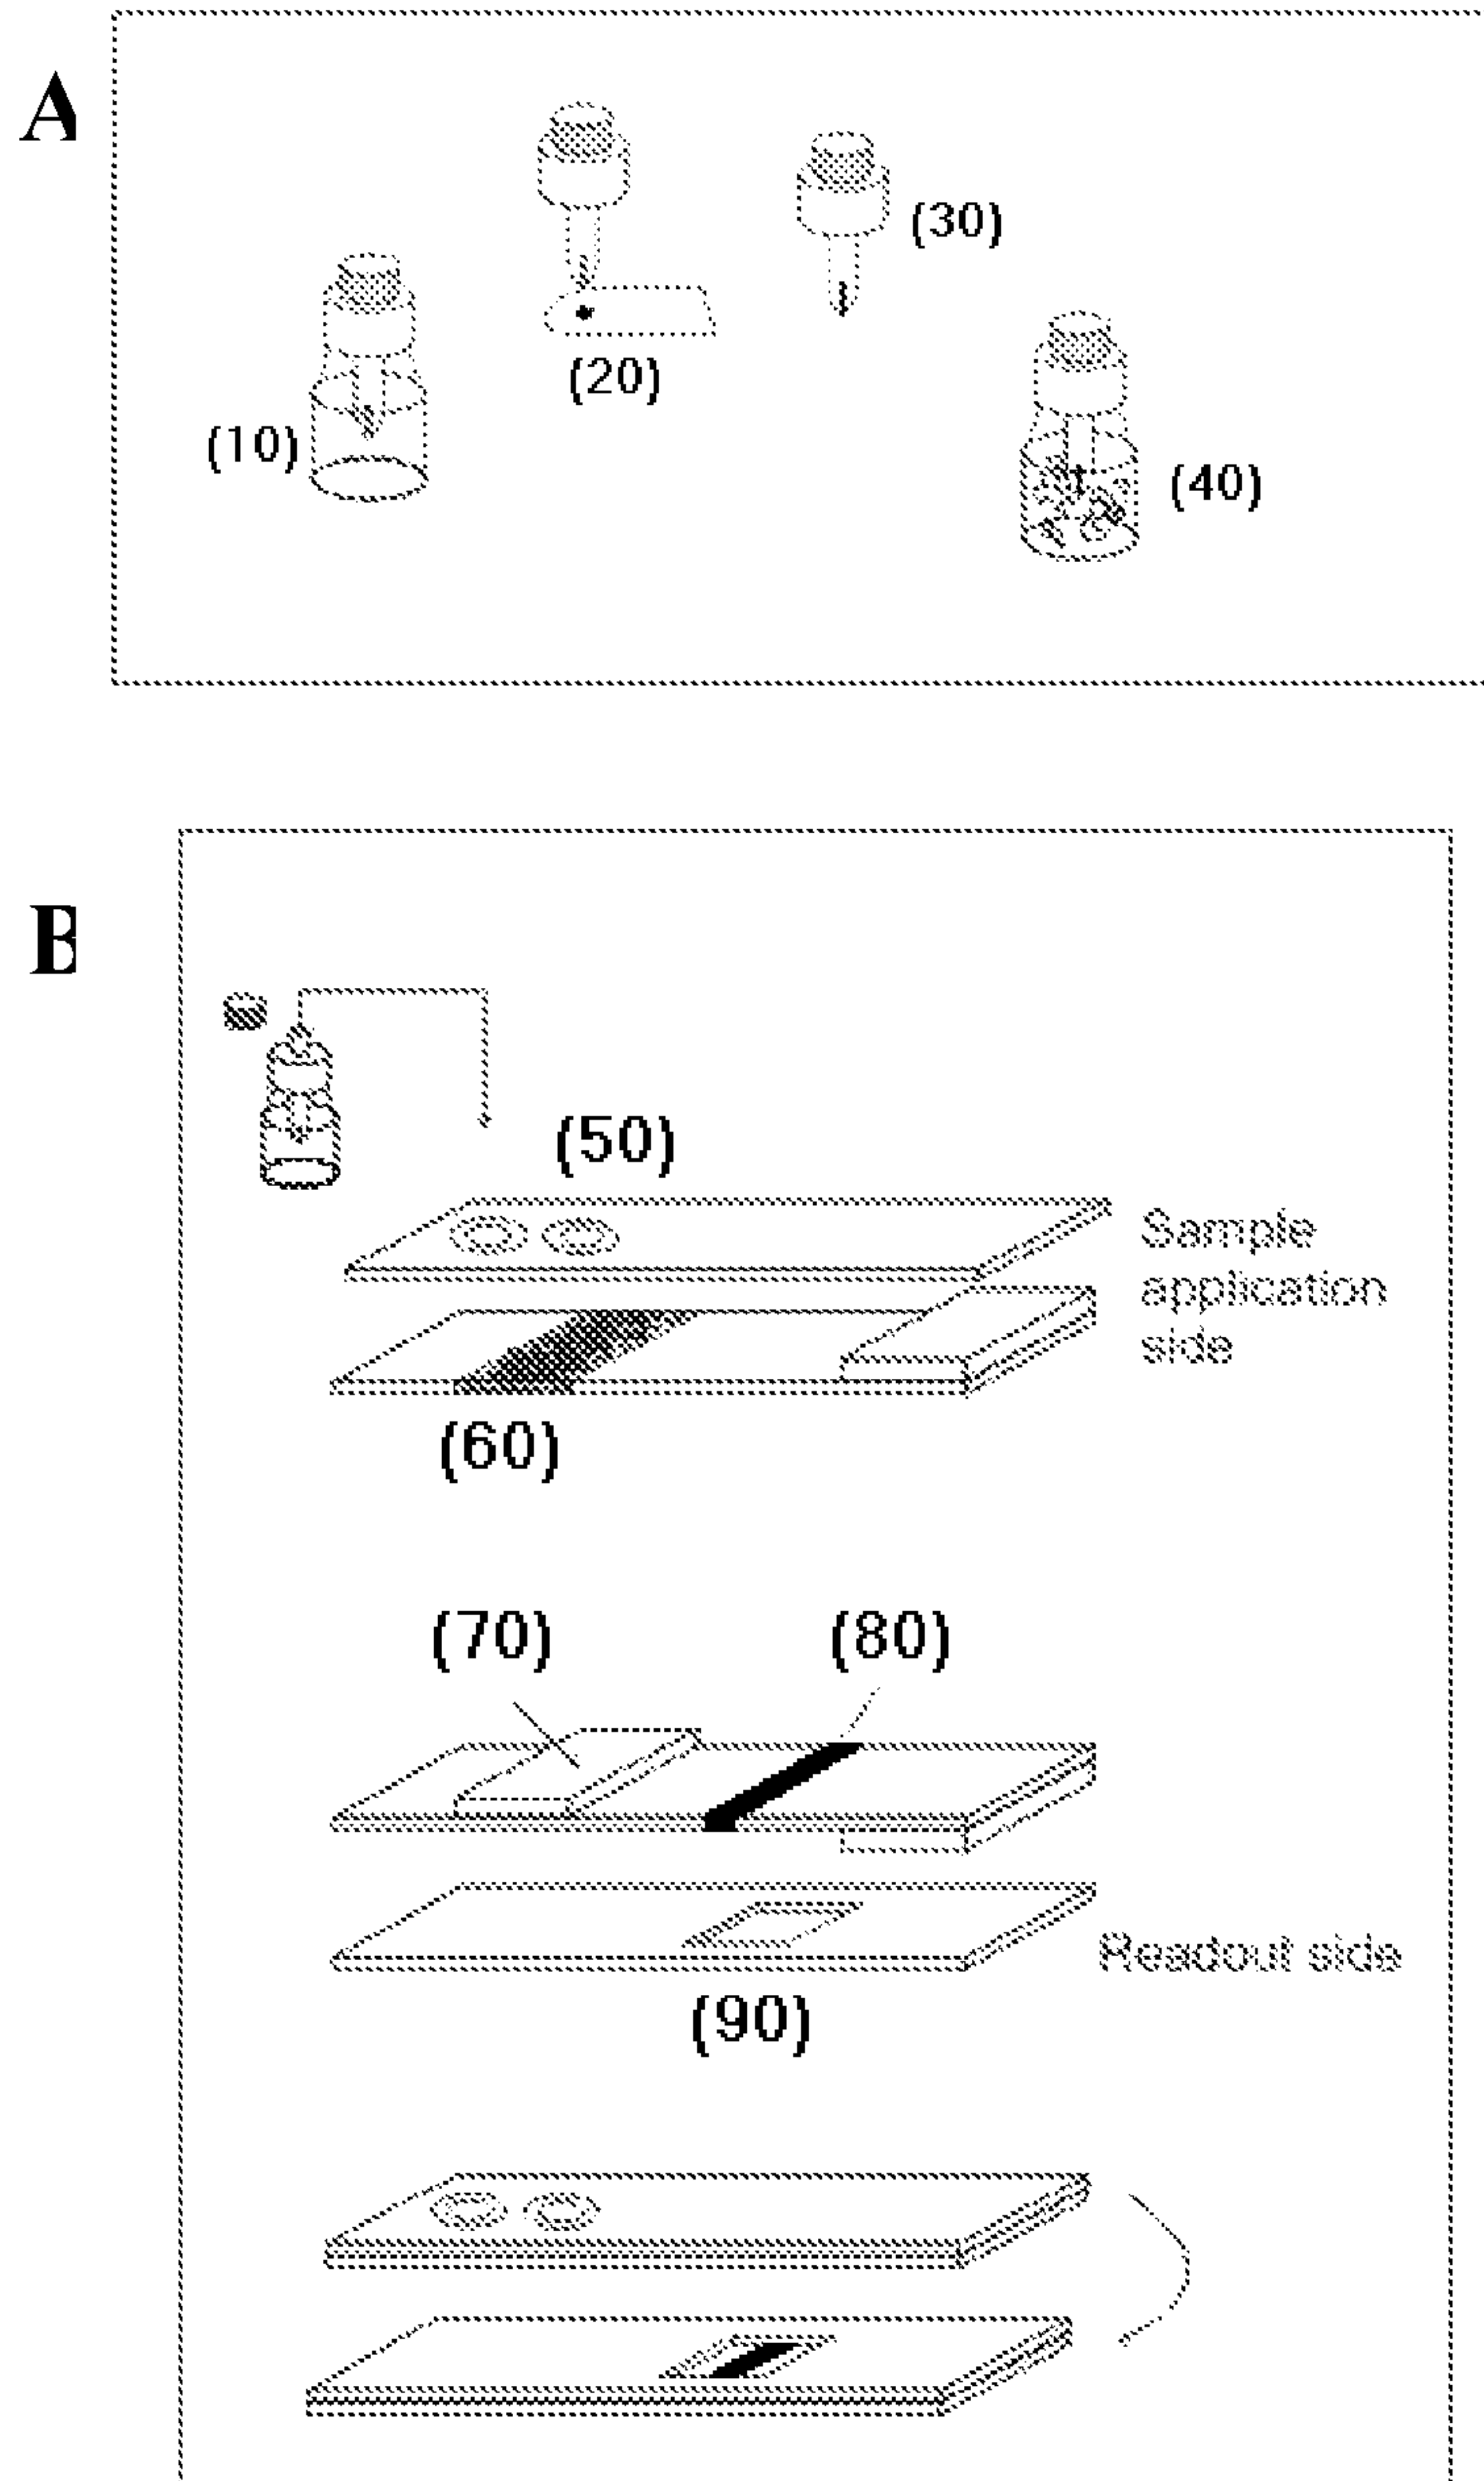 A
(30)
(20)
(10)
(40)
B
(50)
Sample
application
side
(60)
(70)
(80)
Readout side
(90)